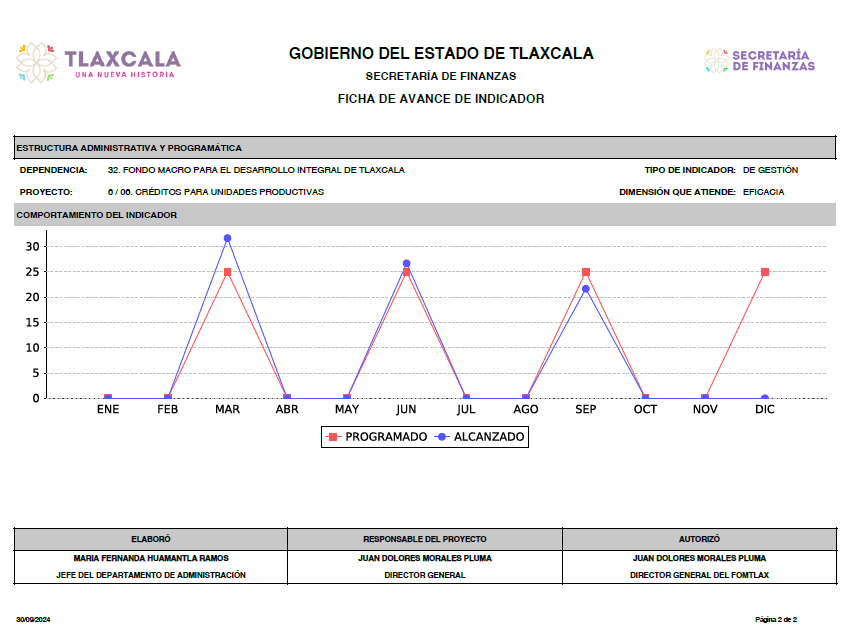 TLAXCALA
UNA NUEVA HISTORIA
GOBIERNO DEL ESTADO DE TLAXCALA
SECRETARÍA DE FINANZAS
FICHA DE AVANCE DE INDICADOR
SECRETARÍA
DE FINANZAS
ESTRUCTURA ADMINISTRATIVA Y PROGRAMÁTICA
DEPENDENCIA: 32. FONDO MACRO PARA EL DESARROLLO INTEGRAL DE TLAXCALA TIPO DE INDICADOR: DE GESTIÓN
PROYECTO: 6 / 06. CRÉDITOS PARA UNIDADES PRODUCTIVAS DIMENSIÓN QUE ATIENDE: EFICACIA
COMPORTAMIENTO DEL INDICADOR
30
25
20
15
10
5
0
ENE FEB MAR ABR MAY JUN JUL AGO SEP OCT NOV DIC
PROGRAMADO ALCANZADO
ELABORÓ RESPONSABLE DEL PROYECTO AUTORIZÓ
MARIA FERNANDA HUAMANTLA RAMOS JUAN DOLORES MORALES PLUMA JUAN DOLORES MORALES PLUMA
JEFE DEL DEPARTAMENTO DE ADMINISTRACIÓN DIRECTOR GENERAL DIRECTOR GENERAL DEL FOMTLAX
30/09/2024 Página 2 de 2